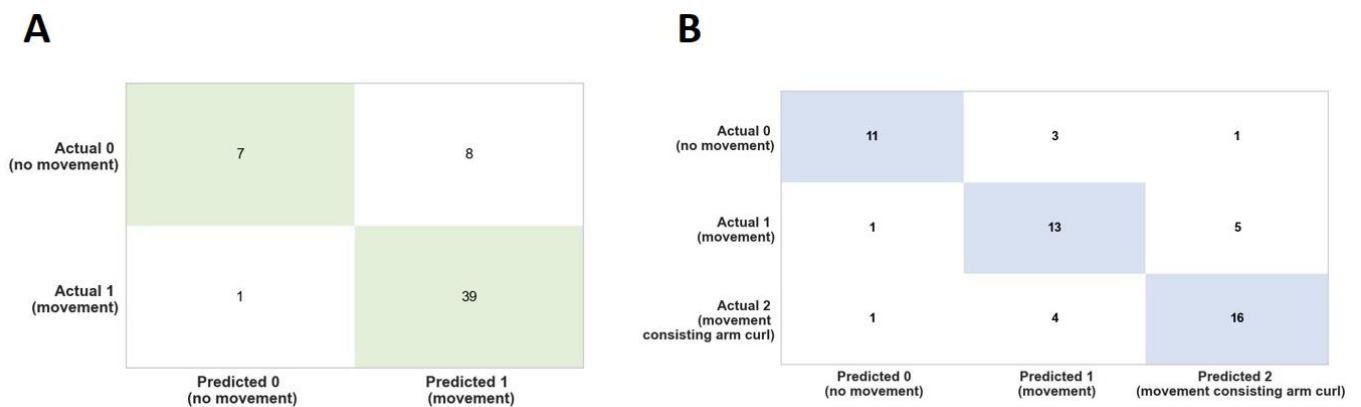 A
Actual 0
(no movement)
7
8
Actual 1
(movement)
1
39
Predicted 0
(no movement)
Predicted 1
(movement)
B
Actual 0
(no movement)
11
3
1
Actual 1
(movement)
1
13
5
Actual 2
(movement
consisting arm curl)
1
4
16
Predicted 0
(no movement)
Predicted 1
(movement)
Predicted 2
(movement consisting arm curl)